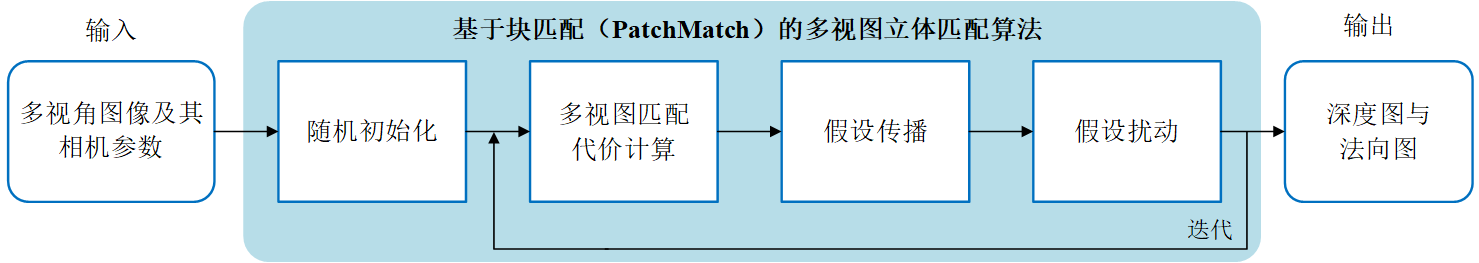 输入
基于块匹配（PatchMatch）的多视图立体匹配算法
输出
多视角图像及其
相机参数
随机初始化
多视图匹配
代价计算
假设传播
假设扰动
深度图与
法向图
迭代